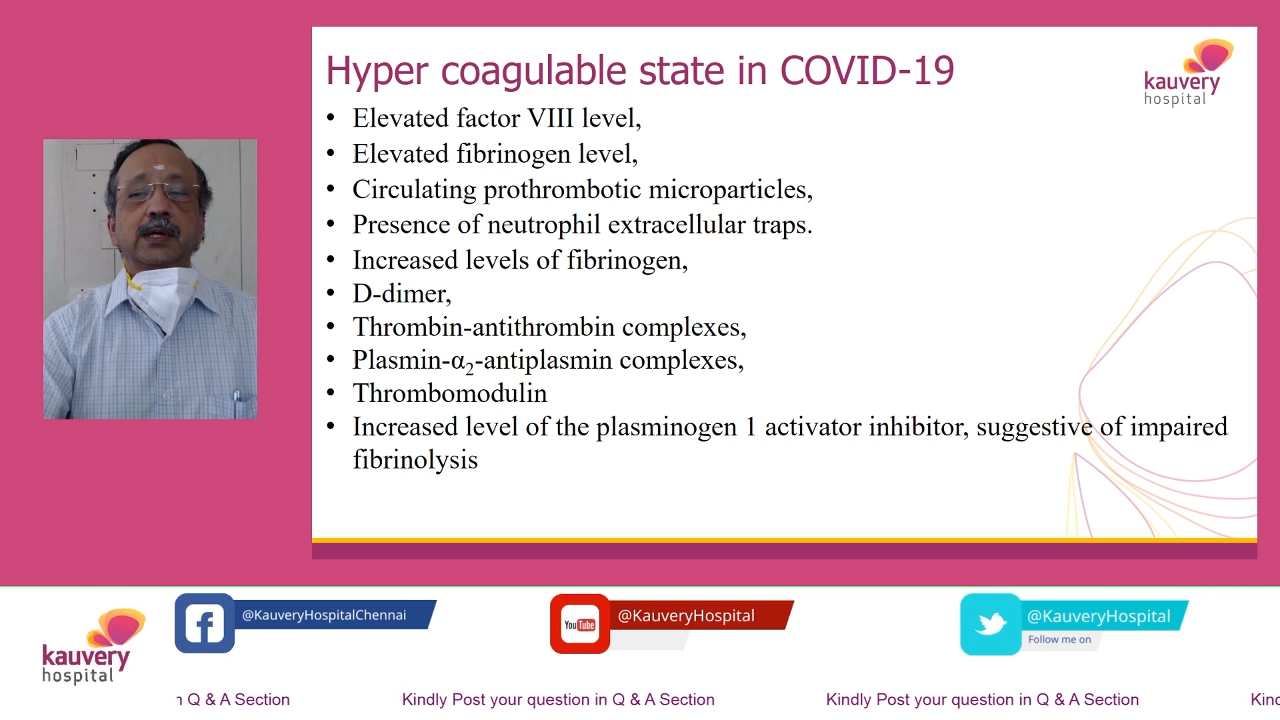 Hyper coagulable state in COVID-19
kauvery
hospital
• Elevated factor VIII level,
• Elevated fibrinogen level,
• Circulating prothrombotic microparticles,
• Presence of neutrophil extracellular traps.
• Increased levels of fibrinogen,
• D-dimer,
• Thrombin-antithrombin complexes,
• Plasmin-α₂-antiplasmin complexes,
• Thrombomodulin
• Increased level of the plasminogen 1 activator inhibitor, suggestive of impaired
fibrinolysis
kauvery
hospital
@KauveryHospitalChennai
You Tube
@KauveryHospital
@KauveryHospital
Follow me on
n Q & A Section
Kindly Post your question in Q & A Section
Kindly Post your question in Q & A Section
Kind